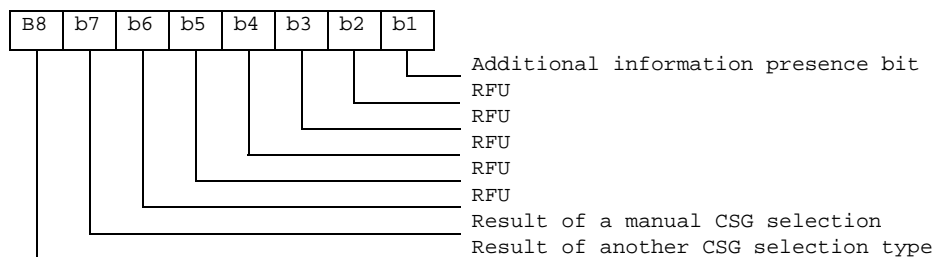 B8 b7 b6 b5 b4 b3 b2 b1
Additional information presence bit
RFU
RFU
RFU
RFU
RFU
Result of a manual CSG selection
Result of another CSG selection type